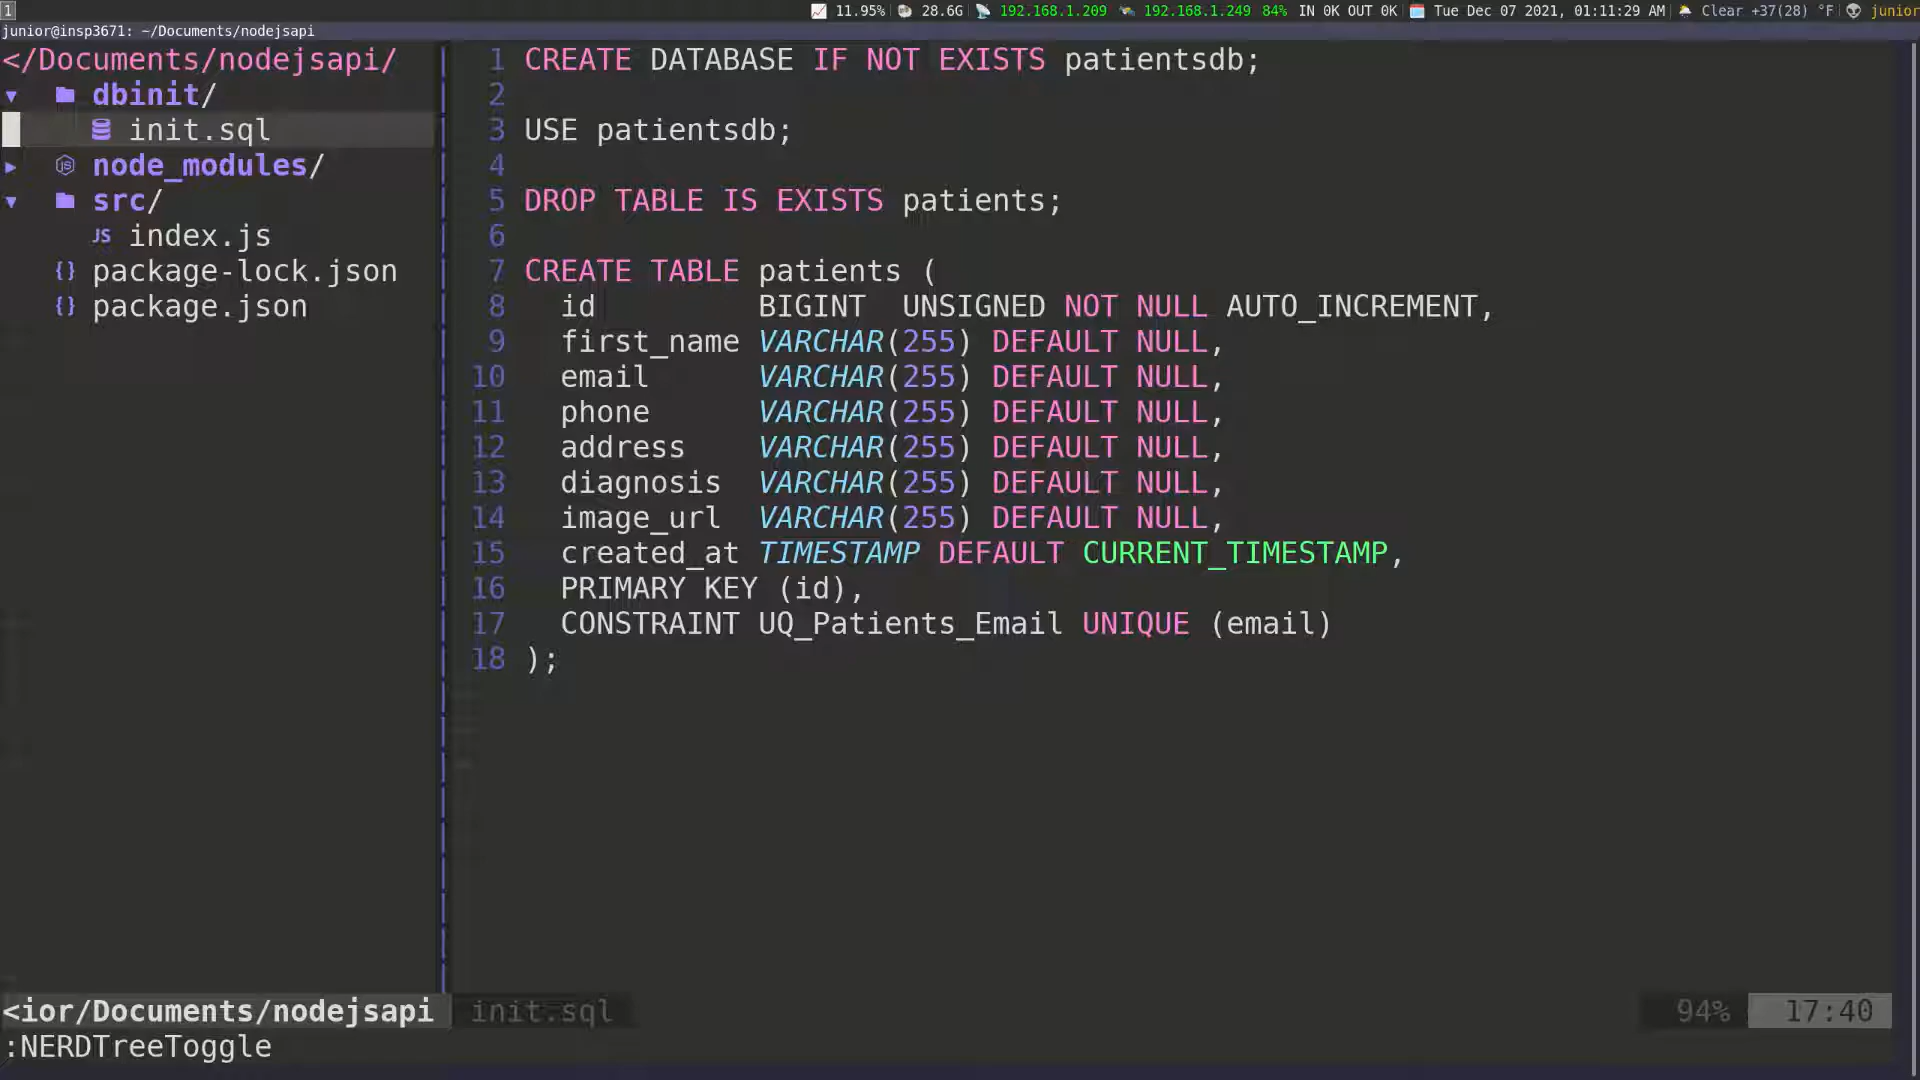 1 11.95% 28.6G 192.168.1.209 192.168.1.249 84% IN 0K OUT 0K Tue Dec 07 2021, 01:11:29 AM Clear +37(28) °F junior
junior@insp3671: ~/Documents/nodejsapi
</Documents/nodejsapi/
▾ dbinit/
init.sql
▸ node_modules/
▾ src/
JS index.js
{} package-lock.json
{} package.json
1 CREATE DATABASE IF NOT EXISTS patientsdb;
2
3 USE patientsdb;
4
5 DROP TABLE IS EXISTS patients;
6
7 CREATE TABLE patients (
8 id BIGINT UNSIGNED NOT NULL AUTO_INCREMENT,
9 first_name VARCHAR(255) DEFAULT NULL,
10 email VARCHAR(255) DEFAULT NULL,
11 phone VARCHAR(255) DEFAULT NULL,
12 address VARCHAR(255) DEFAULT NULL,
13 diagnosis VARCHAR(255) DEFAULT NULL,
14 image_url VARCHAR(255) DEFAULT NULL,
15 created_at TIMESTAMP DEFAULT CURRENT_TIMESTAMP,
16 PRIMARY KEY (id),
17 CONSTRAINT UQ_Patients_Email UNIQUE (email)
18 );
<ior/Documents/nodejsapi init.sql 94% 17:40
:NERDTreeToggle